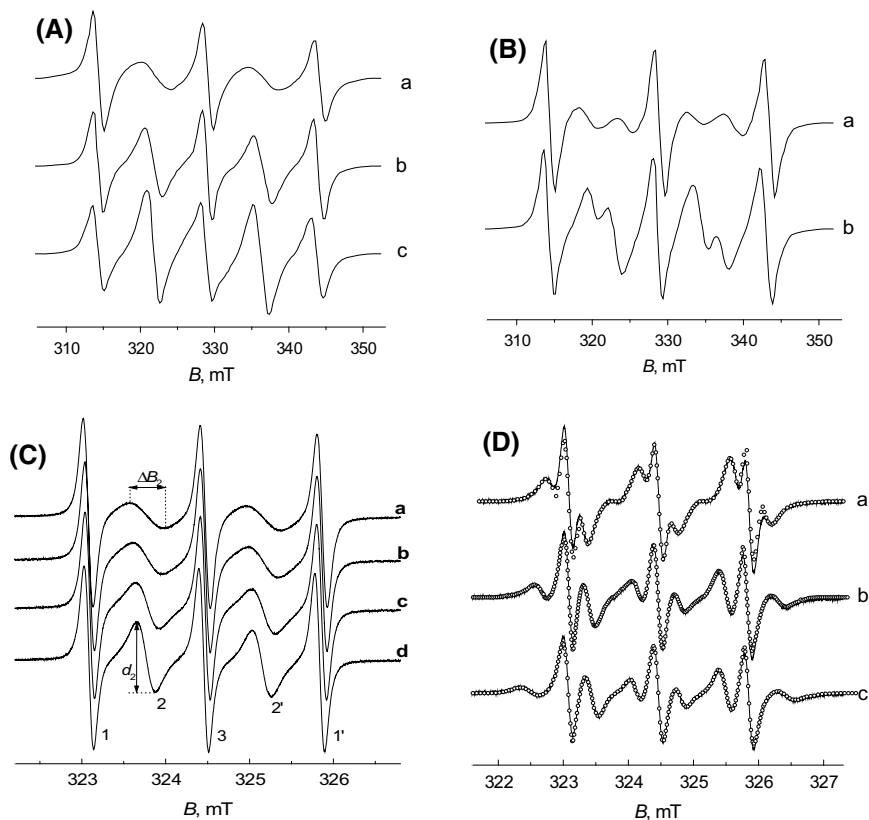 (A)
a
b
c
310 320 330 340 350
B, mT
(B)
a
b
310 320 330 340 350
B, mT
(C)
ΔB₂
a
b
c
d
d₂
1 2 3 2' 1'
323 324 325 326
B, mT
(D)
a
b
c
322 323 324 325 326 327
B, mT